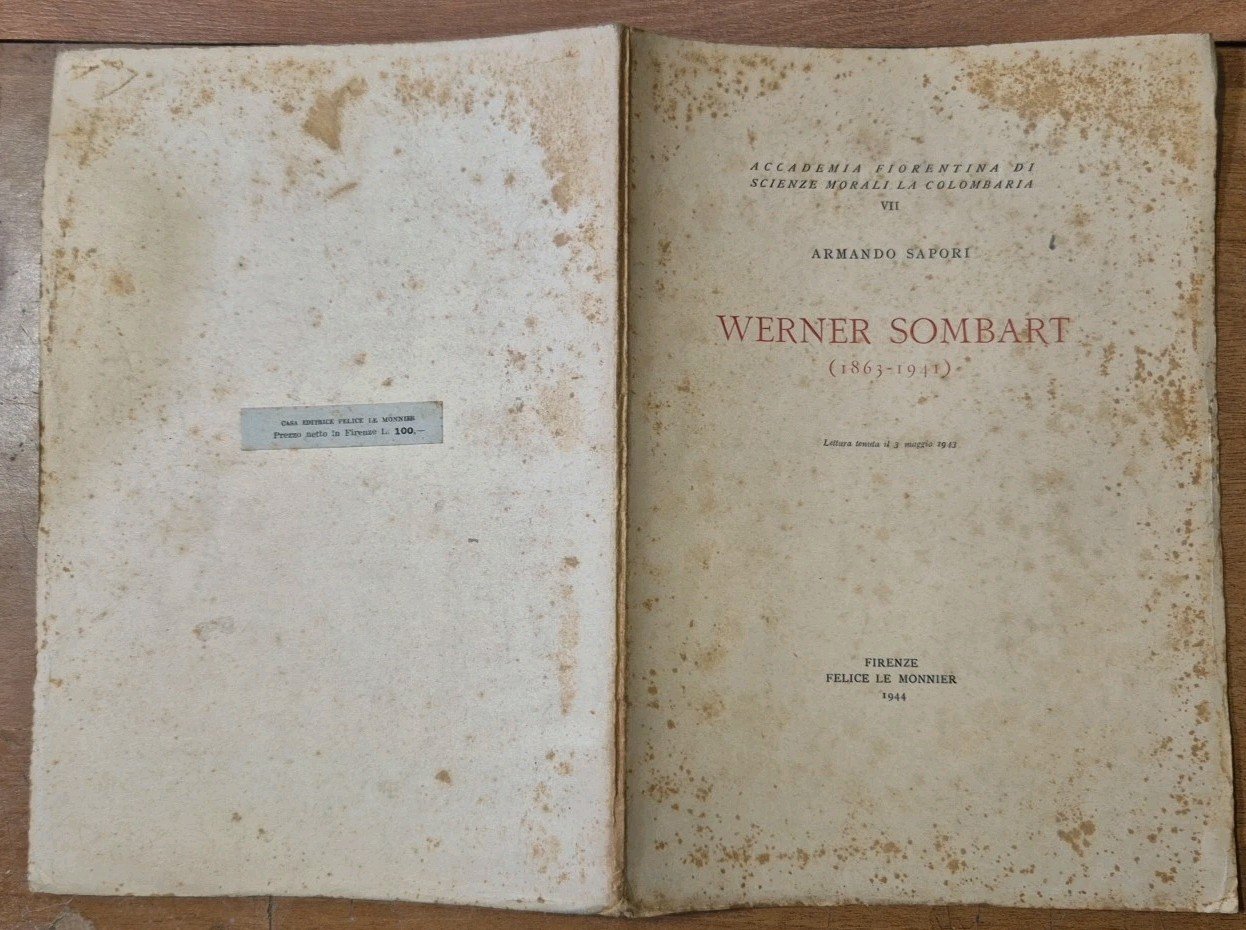 CASA EDITRICE FELICE LE MONNIER
Prezzo netto in Firenze L. 100.—
ACCADEMIA FIORENTINA DI
SCIENZE MORALI LA COLOMBARIA
VII
ARMANDO SAPORI
WERNER SOMBART
(1863-1941)
Lettura tenuta il 3 maggio 1943
FIRENZE
FELICE LE MONNIER
1944